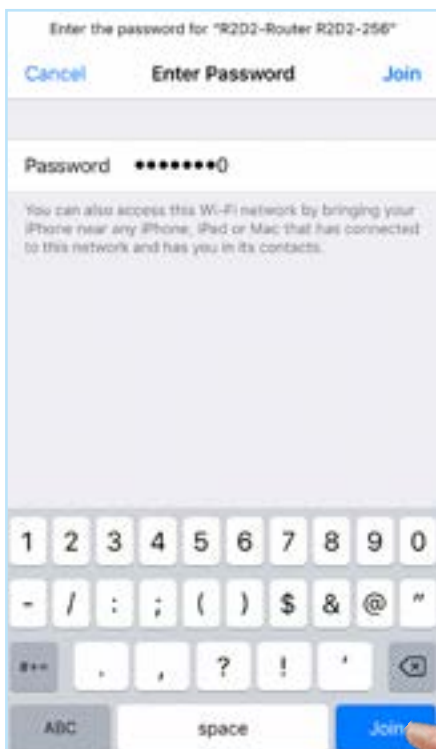 Enter the password for "R2D2-Router R2D2-256"
Cancel Enter Password Join
Password •••••••0
You can also access this Wi-Fi network by bringing your
iPhone near any iPhone, iPad or Mac that has connected
to this network and has you in its contacts.
1 2 3 4 5 6 7 8 9 0
- / : ; ( ) $ & @ "
#+= . , ? ! '
ABC space Join